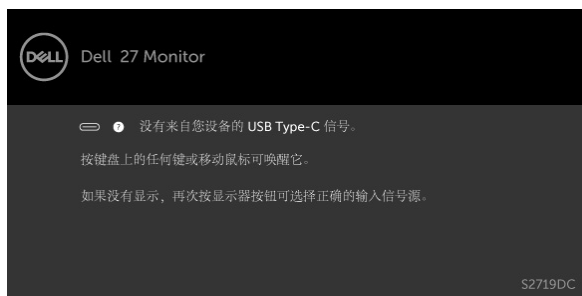 DELL
Dell 27 Monitor
? 没有来自您设备的 USB Type-C 信号。
按键盘上的任何键或移动鼠标可唤醒它。
如果没有显示，再次按显示器按钮可选择正确的输入信号源。
S2719DC